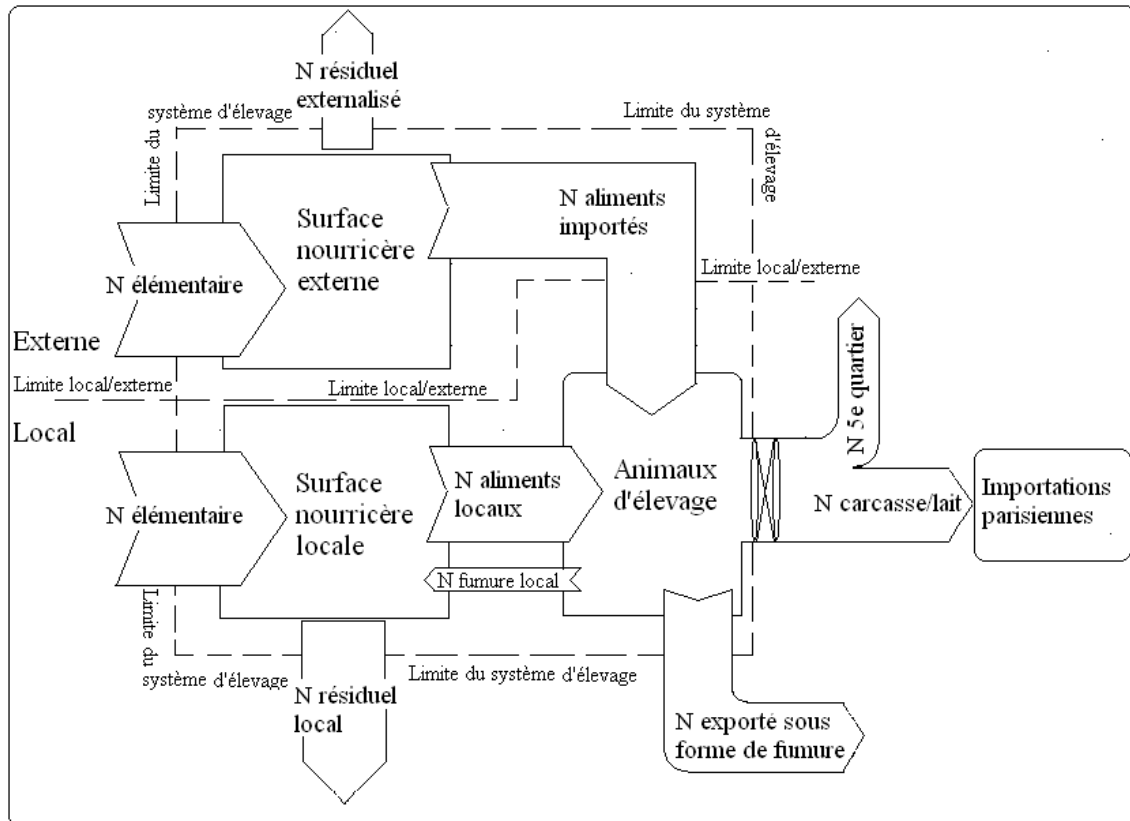 N résiduel
externalisé
système d'élevage
Limite du système
d'élevage
Limite du
Surface
nourricère
externe
N aliments
importés
N élémentaire
Limite local/externe
Externe
Limite local/externe
Limite local/externe
Local
N 5e quartier
Surface
nourricère
locale
N élémentaire
N aliments
locaux
Animaux
d'élevage
N carcasse/lait
Importations
parisiennes
N fumure local
Limite du
système d'élevage
Limite du système d'élevage
N résiduel
local
N exporté sous
forme de fumure